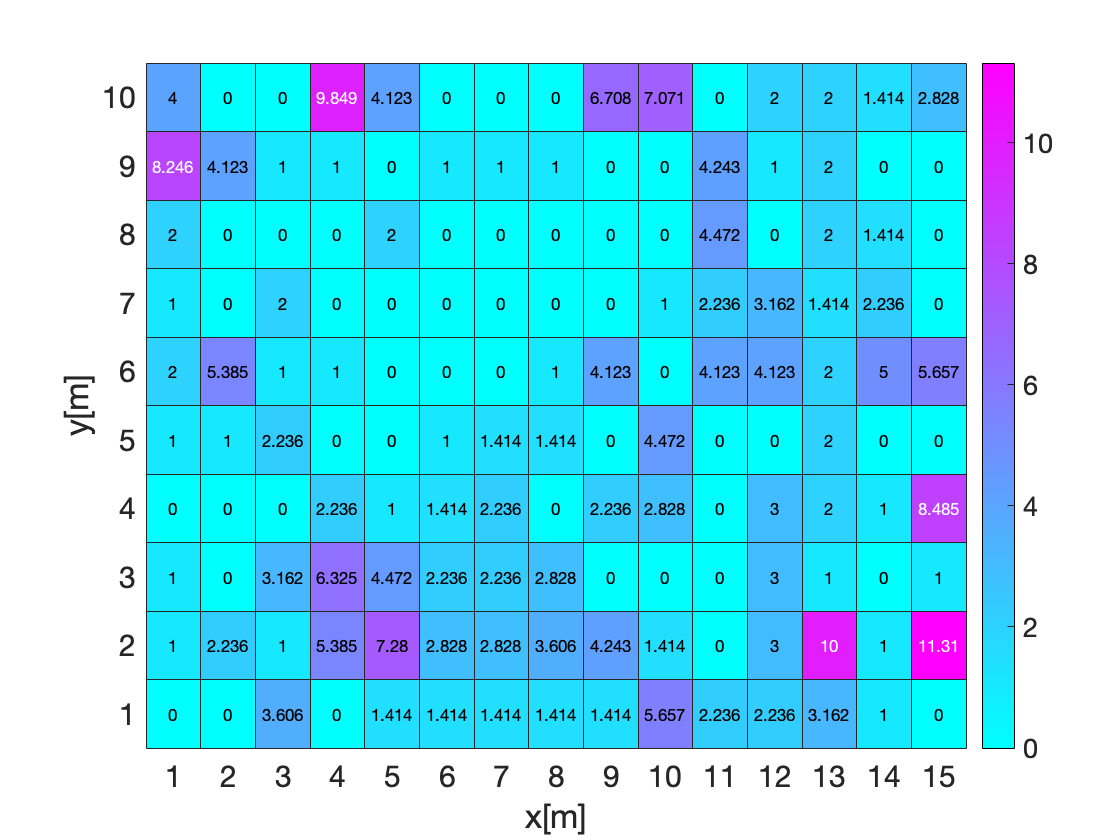 10 4 0 0 9.849 4.123 0 0 0 6.708 7.071 0 2 2 1.414 2.828
9 8.246 4.123 1 1 0 1 1 1 0 0 4.243 1 2 0 0
8 2 0 0 0 2 0 0 0 0 0 4.472 0 2 1.414 0
7 1 0 2 0 0 0 0 0 0 1 2.236 3.162 1.414 2.236 0
6 2 5.385 1 1 0 0 0 1 4.123 0 4.123 4.123 2 5 5.657
5 1 1 2.236 0 0 1 1.414 1.414 0 4.472 0 0 2 0 0
4 0 0 0 2.236 1 1.414 2.236 0 2.236 2.828 0 3 2 1 8.485
3 1 0 3.162 6.325 4.472 2.236 2.236 2.828 0 0 0 3 1 0 1
2 1 2.236 1 5.385 7.28 2.828 2.828 3.606 4.243 1.414 0 3 10 1 11.31
1 0 0 3.606 0 1.414 1.414 1.414 1.414 1.414 5.657 2.236 2.236 3.162 1 0
1 2 3 4 5 6 7 8 9 10 11 12 13 14 15
x[m]
y[m]
10
8
6
4
2
0